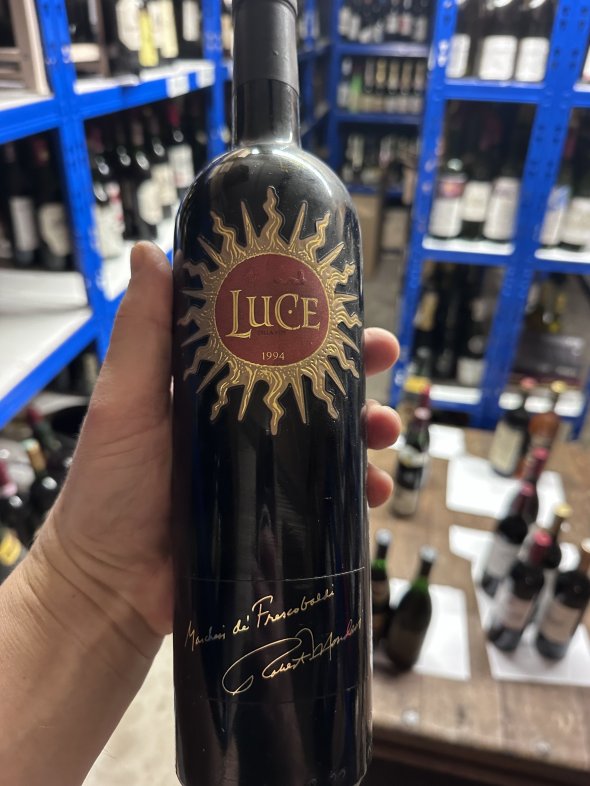 LUCE
1994
Marchesi de' Frescobaldi
Robert Mondavi